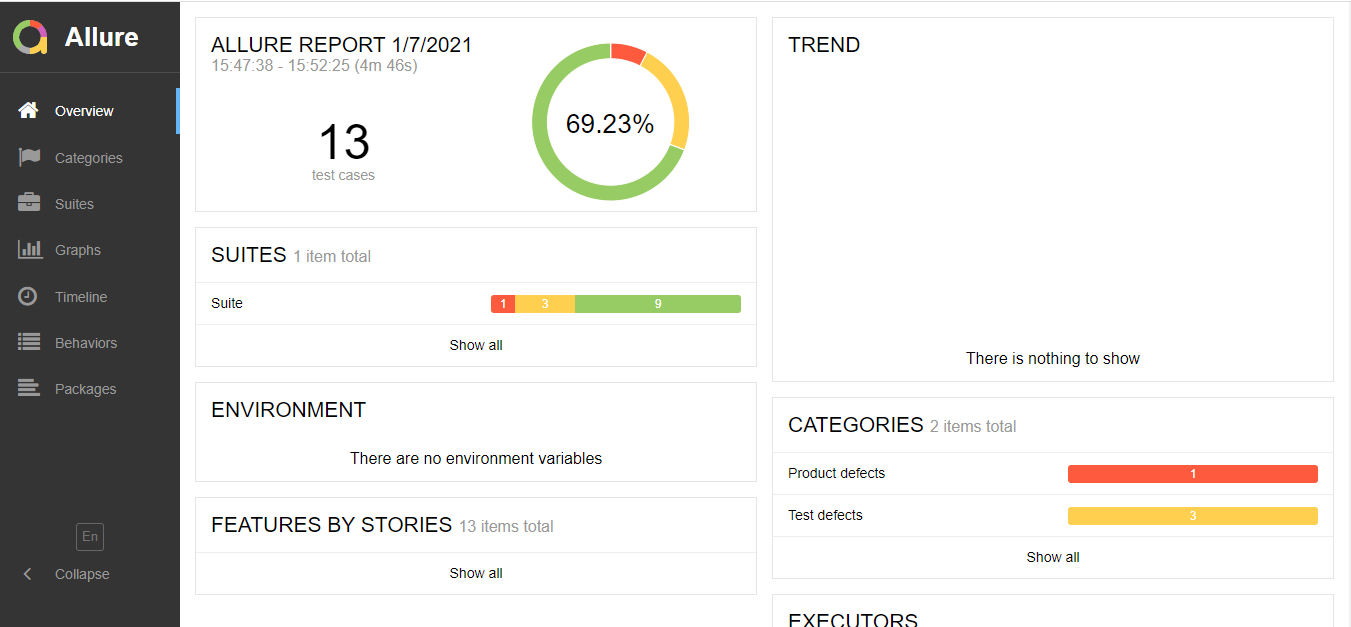 Allure
Overview
Categories
Suites
Graphs
Timeline
Behaviors
Packages
En
Collapse
ALLURE REPORT 1/7/2021
15:47:38 - 15:52:25 (4m 46s)
13
test cases
69.23%
SUITES 1 item total
Suite 1 3 9
Show all
ENVIRONMENT
There are no environment variables
FEATURES BY STORIES 13 items total
Show all
TREND
There is nothing to show
CATEGORIES 2 items total
Product defects 1
Test defects 3
Show all
EXECUTORS